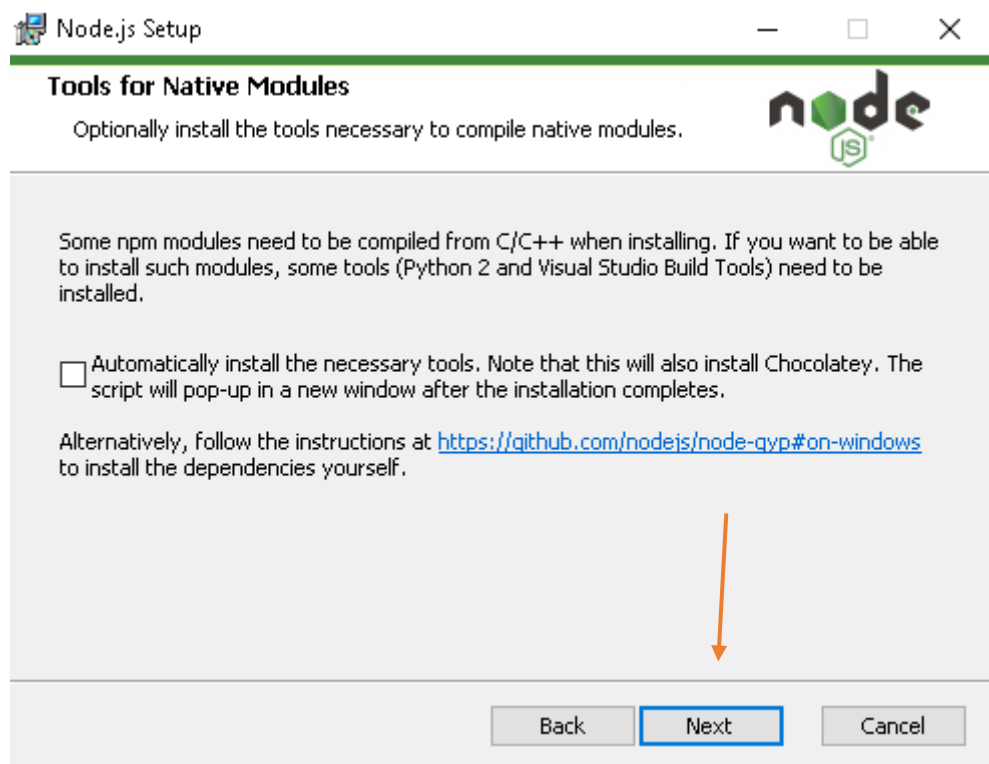 Node.js Setup
Tools for Native Modules
Optionally install the tools necessary to compile native modules.
node
JS
Some npm modules need to be compiled from C/C++ when installing. If you want to be able
to install such modules, some tools (Python 2 and Visual Studio Build Tools) need to be
installed.
Automatically install the necessary tools. Note that this will also install Chocolatey. The
script will pop-up in a new window after the installation completes.
Alternatively, follow the instructions at https://github.com/nodejs/node-gyp#on-windows
to install the dependencies yourself.
Back Next Cancel